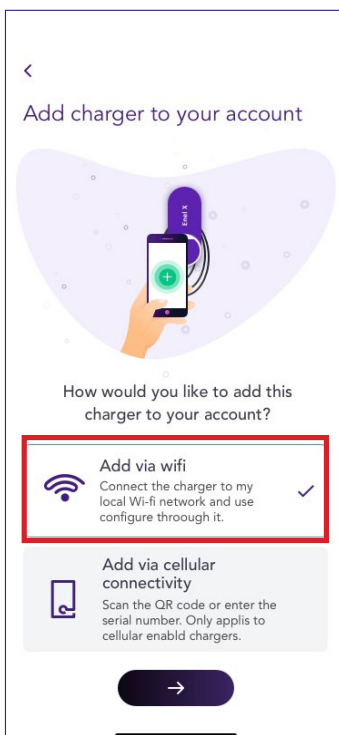 Add charger to your account
Enel X
How would you like to add this
charger to your account?
Add via wifi
Connect the charger to my
local Wi-fi network and use
configure throough it.
Add via cellular
connectivity
Scan the QR code or enter the
serial number. Only applis to
cellular enabld chargers.